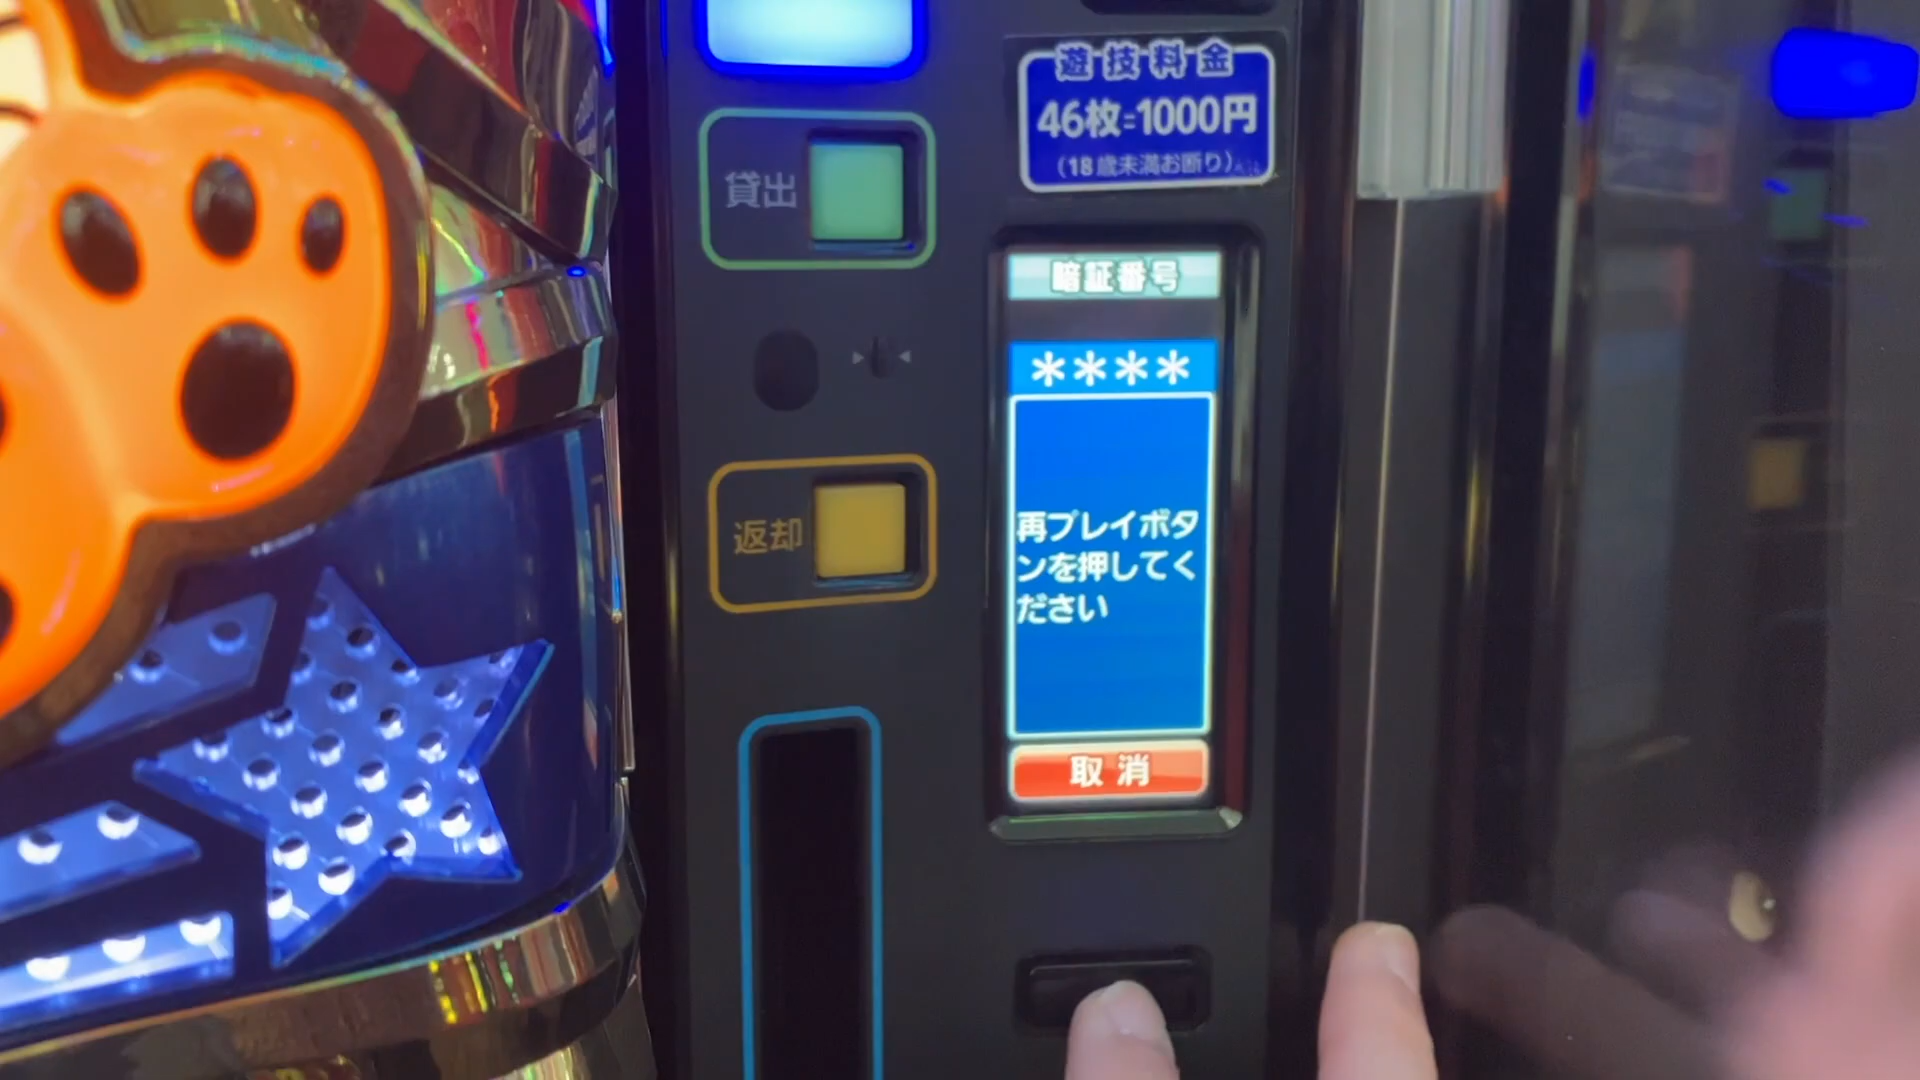 遊技料金
46枚=1000円
(18歳未満お断り)
貸出
暗証番号
****
返却
再プレイボタ
ンを押してく
ださい
取消